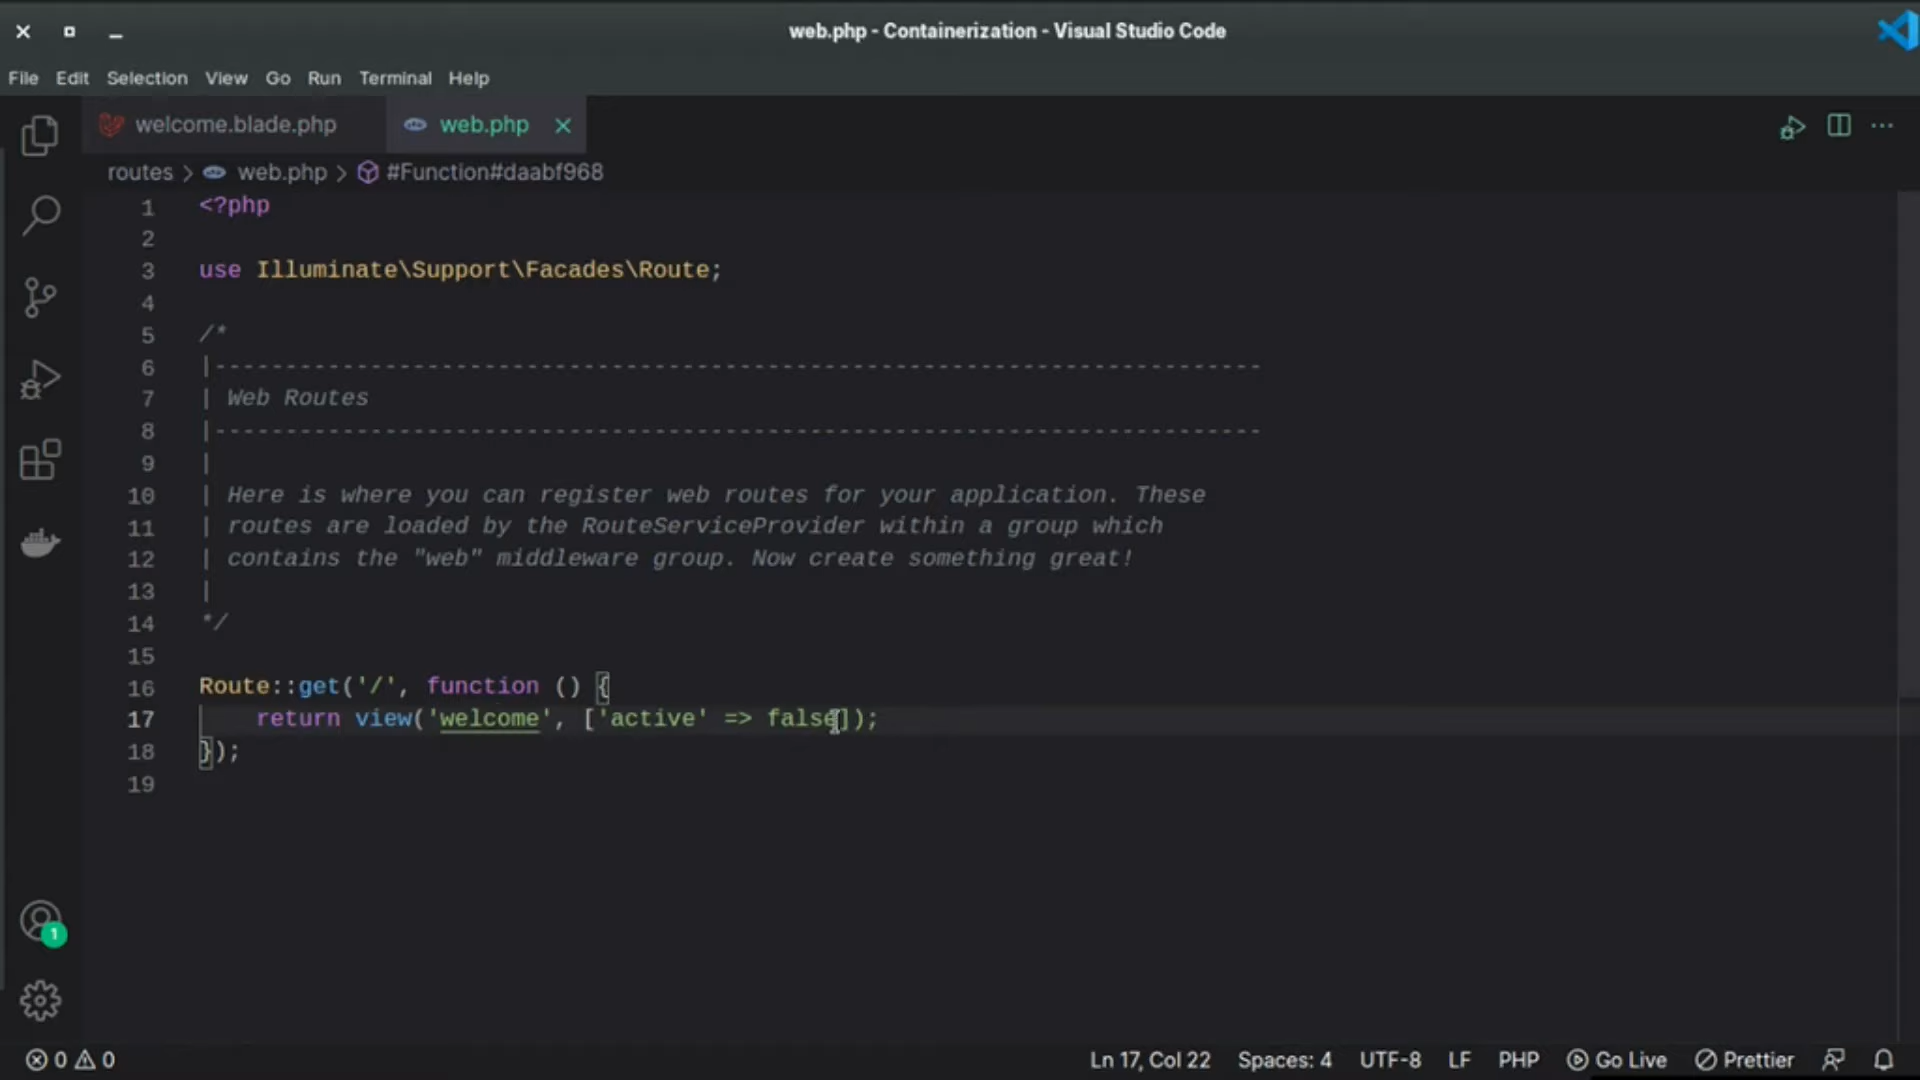 web.php - Containerization - Visual Studio Code
File Edit Selection View Go Run Terminal Help
welcome.blade.php web.php
routes > web.php > #Function#daabf968
1 <?php
2
3 use Illuminate\Support\Facades\Route;
4
5 /*
6 |--------------------------------------------------------------------------
7 | Web Routes
8 |--------------------------------------------------------------------------
9 |
10 | Here is where you can register web routes for your application. These
11 | routes are loaded by the RouteServiceProvider within a group which
12 | contains the "web" middleware group. Now create something great!
13 |
14 */
15
16 Route::get('/', function () {
17 return view('welcome', ['active' => false]);
18 });
19
1
0 0 Ln 17, Col 22 Spaces: 4 UTF-8 LF PHP Go Live Prettier